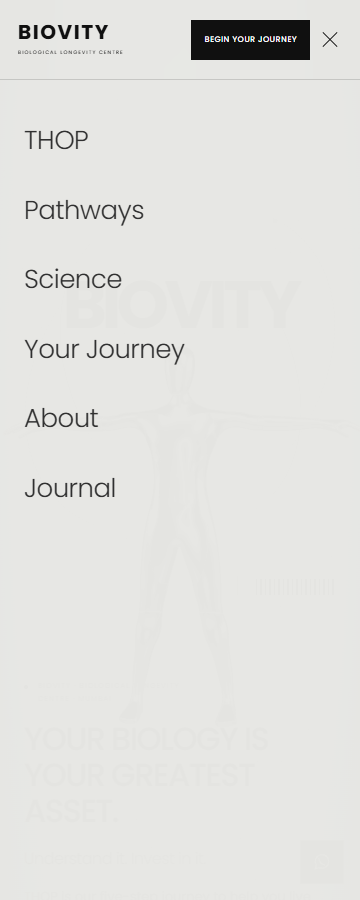 BIOVITY
BIOLOGICAL LONGEVITY CENTRE
BEGIN YOUR JOURNEY
THOP
Pathways
Science
BIOVITY
Your Journey
About
Journal
YOUR BIOLOGY IS
YOUR GREATEST
ASSET.